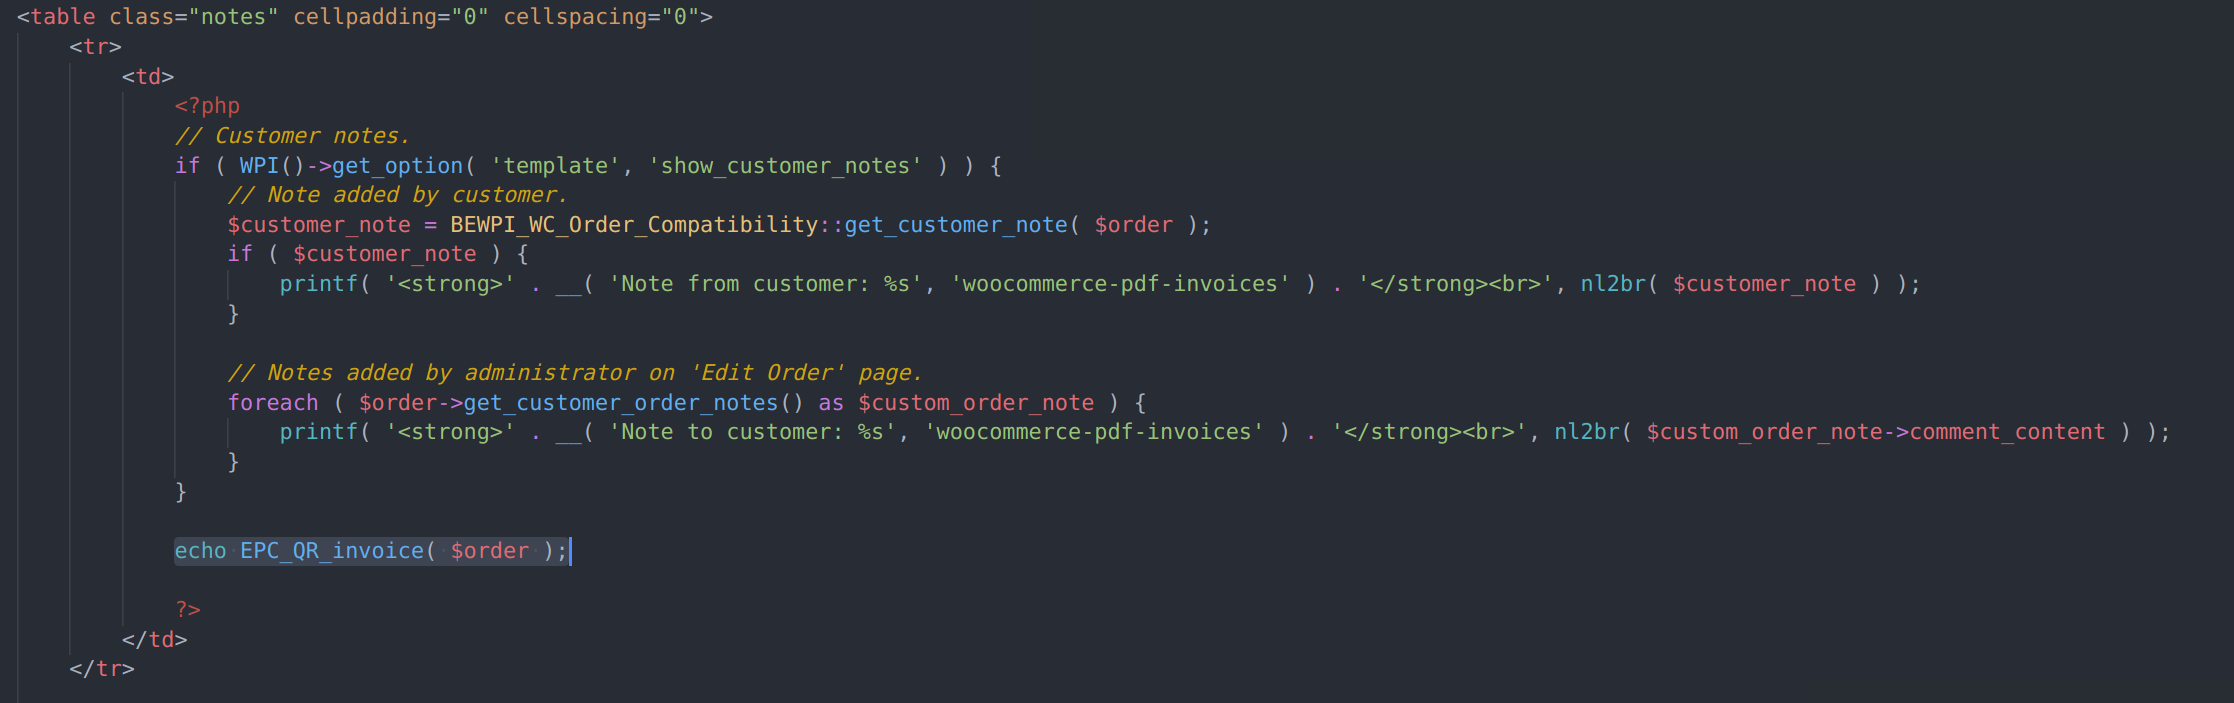 <table class="notes" cellpadding="0" cellspacing="0">
    <tr>
        <td>
            <?php
            // Customer notes.
            if ( WPI()->get_option( 'template', 'show_customer_notes' ) ) {
                // Note added by customer.
                $customer_note = BEWPI_WC_Order_Compatibility::get_customer_note( $order );
                if ( $customer_note ) {
                    printf( '<strong>' . __( 'Note from customer: %s', 'woocommerce-pdf-invoices' ) . '</strong><br>', nl2br( $customer_note ) );
                }

                // Notes added by administrator on 'Edit Order' page.
                foreach ( $order->get_customer_order_notes() as $custom_order_note ) {
                    printf( '<strong>' . __( 'Note to customer: %s', 'woocommerce-pdf-invoices' ) . '</strong><br>', nl2br( $custom_order_note->comment_content ) );
                }
            }

            echo EPC_QR_invoice( $order );

            ?>
        </td>
    </tr>